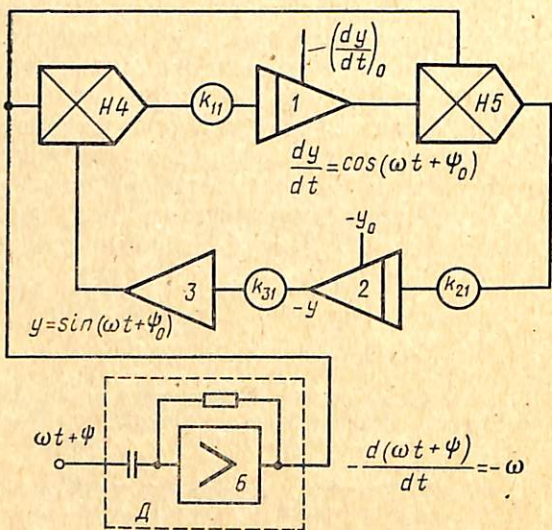 −(dy/dt)₀
H4
k₁₁
1
H5
dy/dt = cos(ωt+ψ₀)
−y₀
3
k₃₁
−y
2
k₂₁
y=sin(ωt+ψ₀)
ωt+ψ
Б
Д
−d(ωt+ψ)/dt=−ω